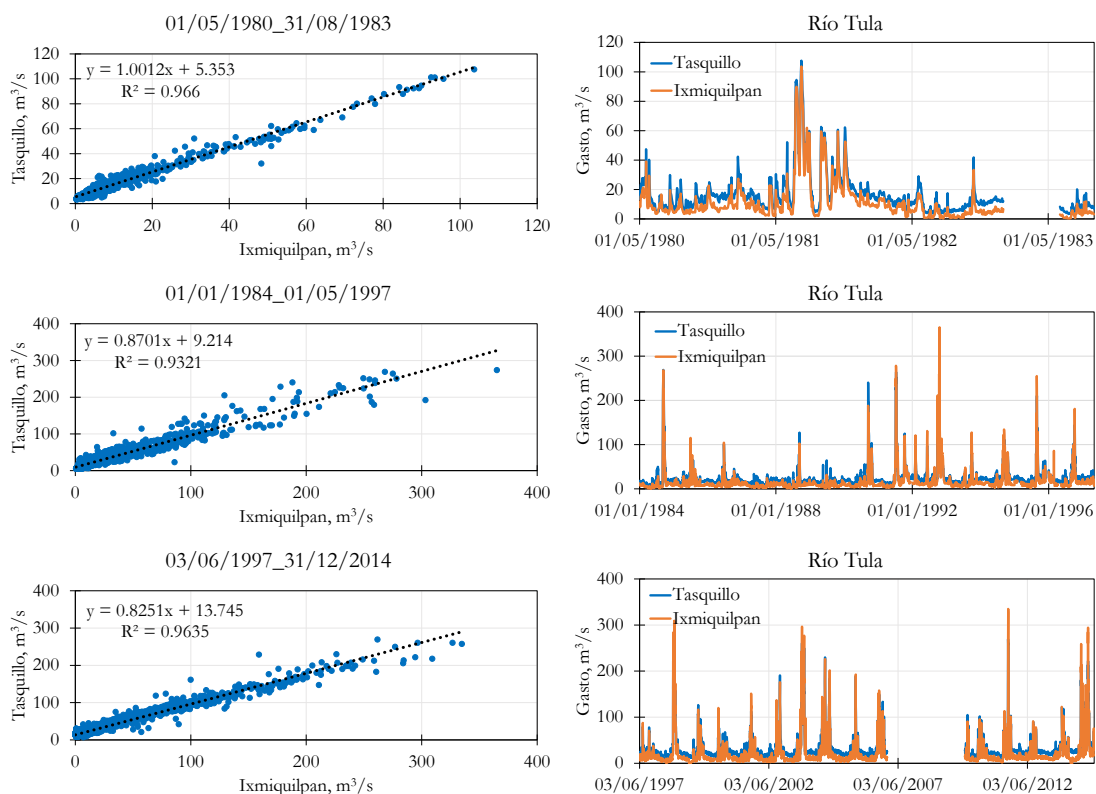 01/05/1980_31/08/1983
Tasquillo, m³/s
120
100
80
60
40
20
0
y = 1.0012x + 5.353
R² = 0.966
0 20 40 60 80 100 120
Ixmiquilpan, m³/s
Río Tula
Gasto, m³/s
120
100
80
60
40
20
0
Tasquillo
Ixmiquilpan
01/05/1980 01/05/1981 01/05/1982 01/05/1983
01/01/1984_01/05/1997
Tasquillo, m³/s
400
300
200
100
0
y = 0.8701x + 9.214
R² = 0.9321
0 100 200 300 400
Ixmiquilpan, m³/s
Río Tula
Gasto, m³/s
400
300
200
100
0
Tasquillo
Ixmiquilpan
01/01/1984 01/01/1988 01/01/1992 01/01/1996
03/06/1997_31/12/2014
Tasquillo, m³/s
400
300
200
100
0
y = 0.8251x + 13.745
R² = 0.9635
0 100 200 300 400
Ixmiquilpan, m³/s
Río Tula
Gasto, m³/s
400
300
200
100
0
Tasquillo
Ixmiquilpan
03/06/1997 03/06/2002 03/06/2007 03/06/2012